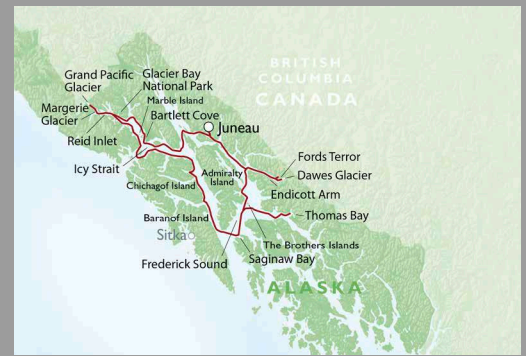 BRITISH
COLUMBIA
CANADA
Grand Pacific
Glacier
Glacier Bay
National Park
Marble Island
Margerie
Glacier
Bartlett Cove
Juneau
Reid Inlet
Icy Strait
Fords Terror
Admiralty
Island
Dawes Glacier
Chichagof Island
Endicott Arm
Baranof Island
Thomas Bay
Sitka
The Brothers Islands
Frederick Sound
Saginaw Bay
ALASKA